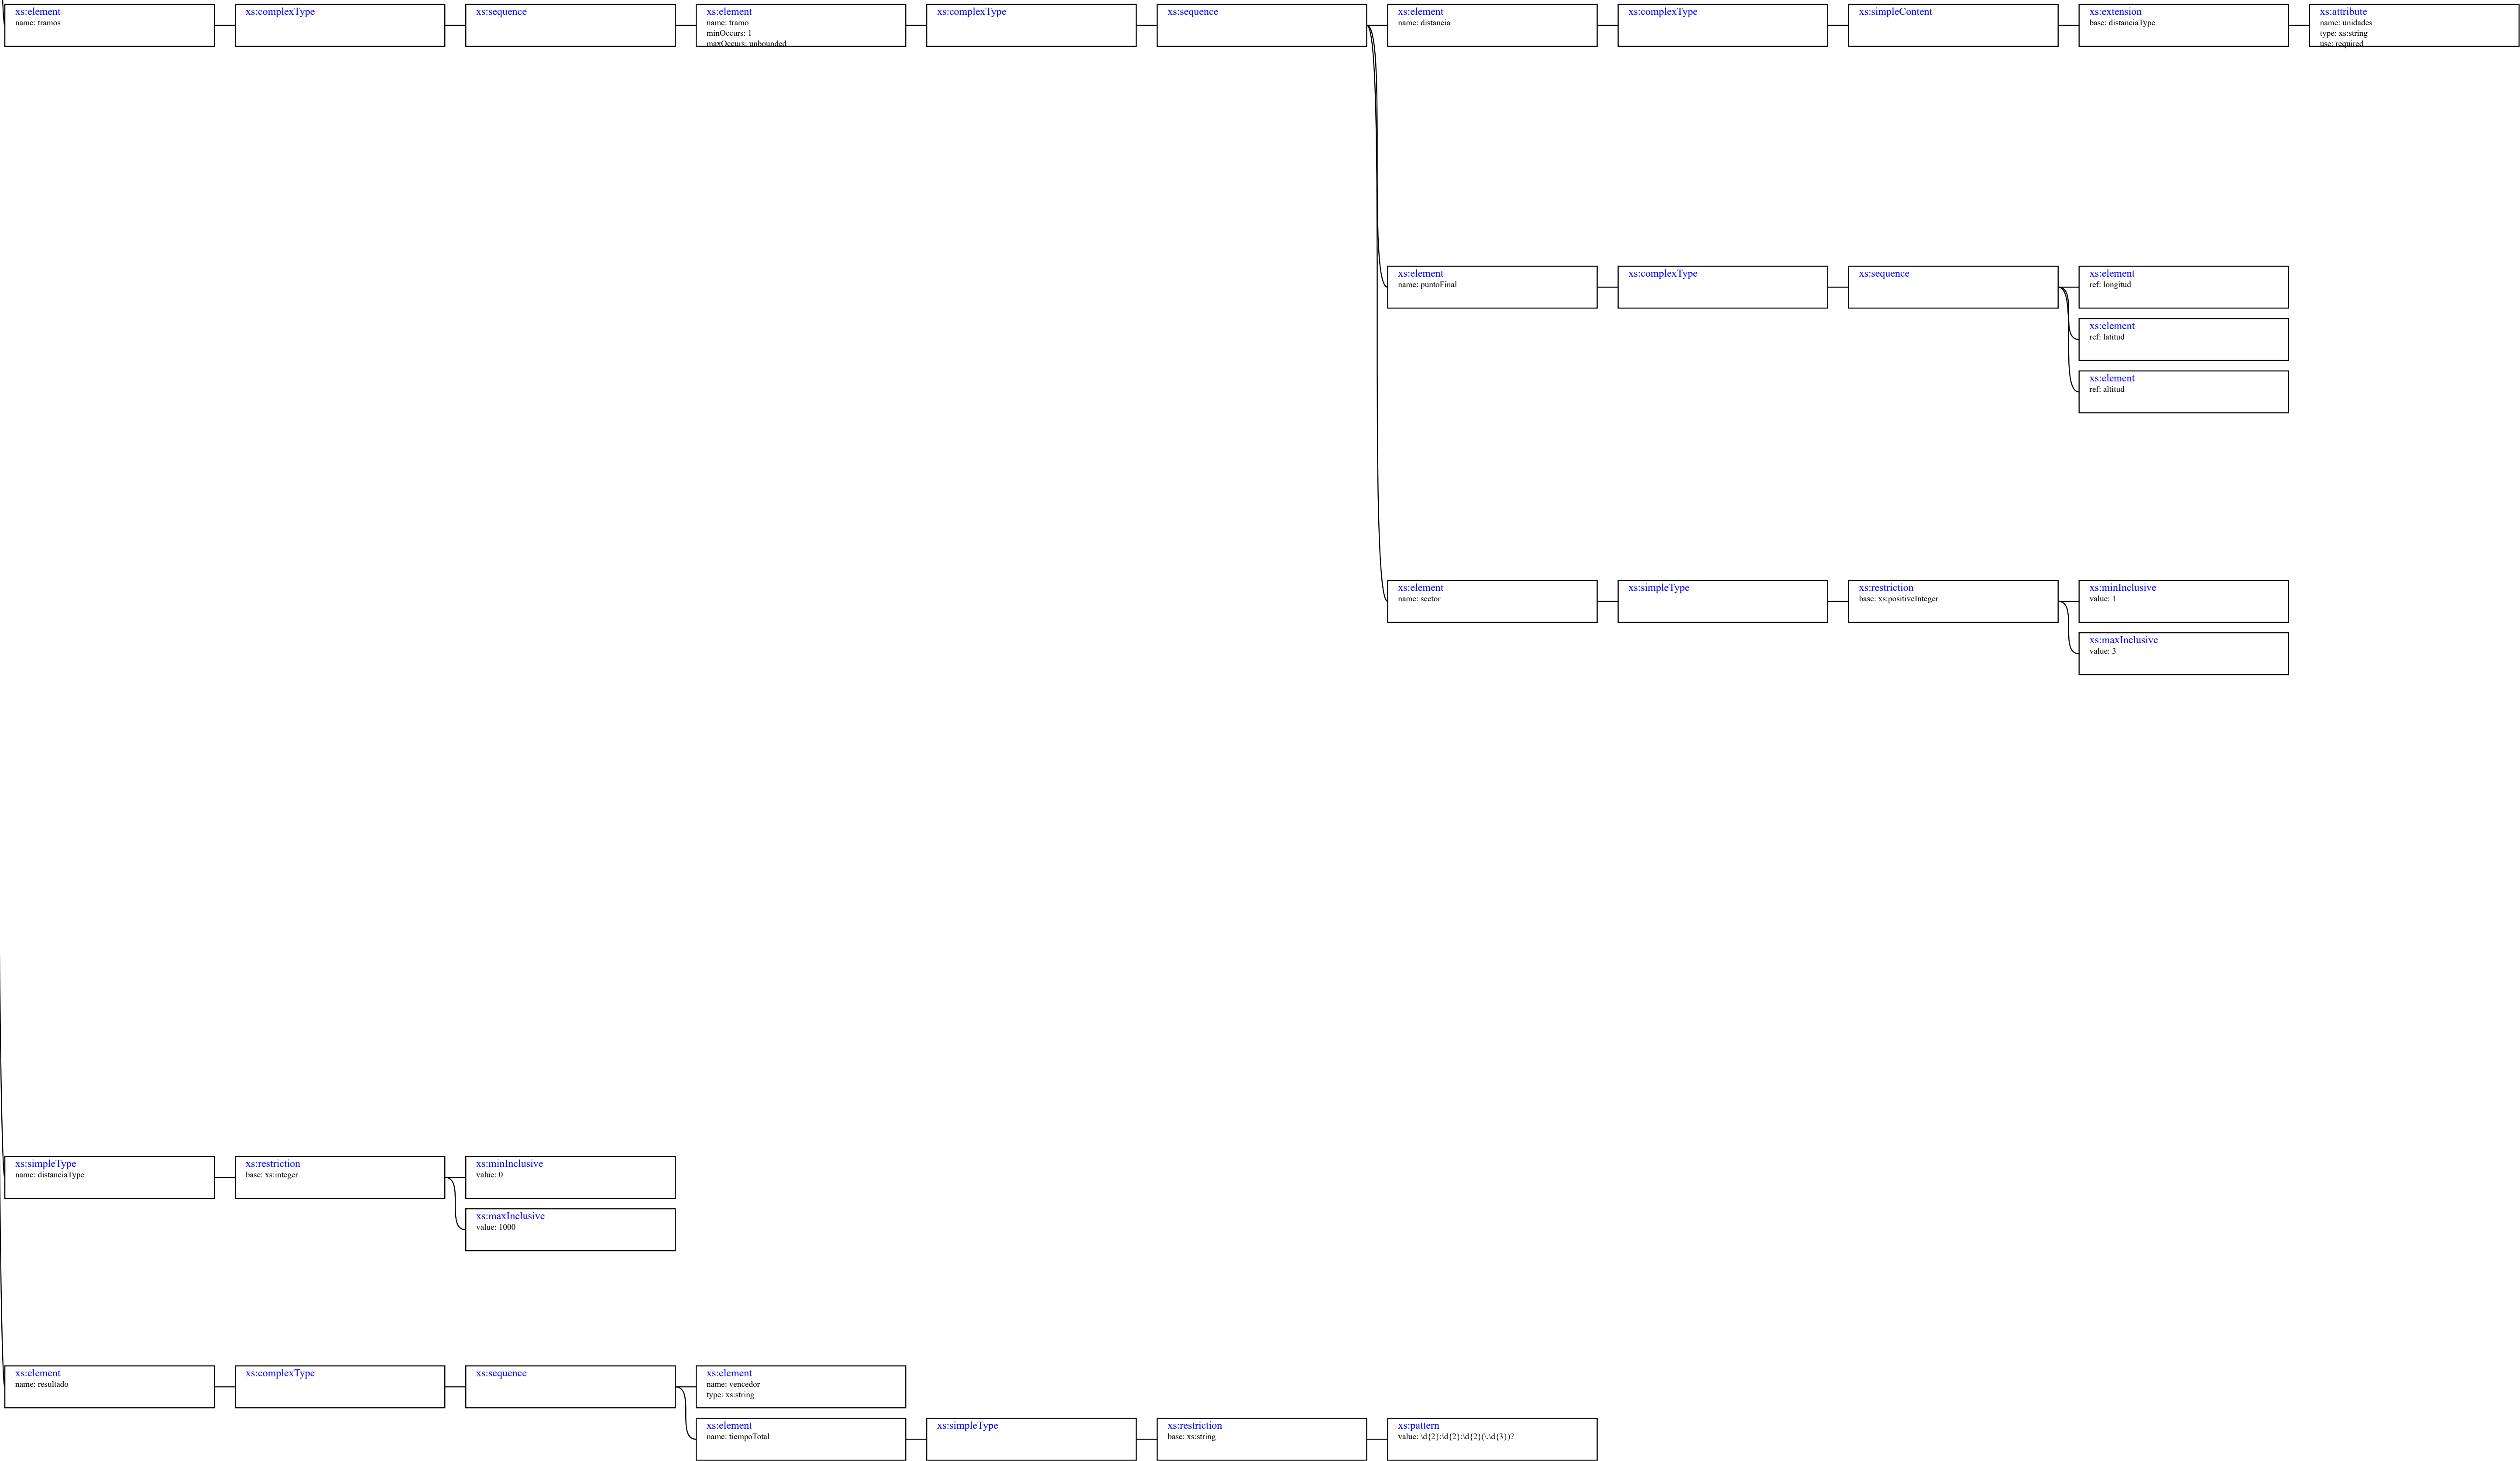 xs:element
name: tramos
xs:complexType
xs:sequence
xs:element
name: tramo
minOccurs: 1
maxOccurs: unbounded
xs:complexType
xs:sequence
xs:element
name: distancia
xs:complexType
xs:simpleContent
xs:extension
base: distanciaType
xs:attribute
name: unidades
type: xs:string
use: required
xs:element
name: puntoFinal
xs:complexType
xs:sequence
xs:element
ref: longitud
xs:element
ref: latitud
xs:element
ref: altitud
xs:element
name: sector
xs:simpleType
xs:restriction
base: xs:positiveInteger
xs:minInclusive
value: 1
xs:maxInclusive
value: 3
xs:simpleType
name: distanciaType
xs:restriction
base: xs:integer
xs:minInclusive
value: 0
xs:maxInclusive
value: 1000
xs:element
name: resultado
xs:complexType
xs:sequence
xs:element
name: vencedor
type: xs:string
xs:element
name: tiempoTotal
xs:simpleType
xs:restriction
base: xs:string
xs:pattern
value: \d{2}:\d{2}:\d{2}(\.\d{3})?